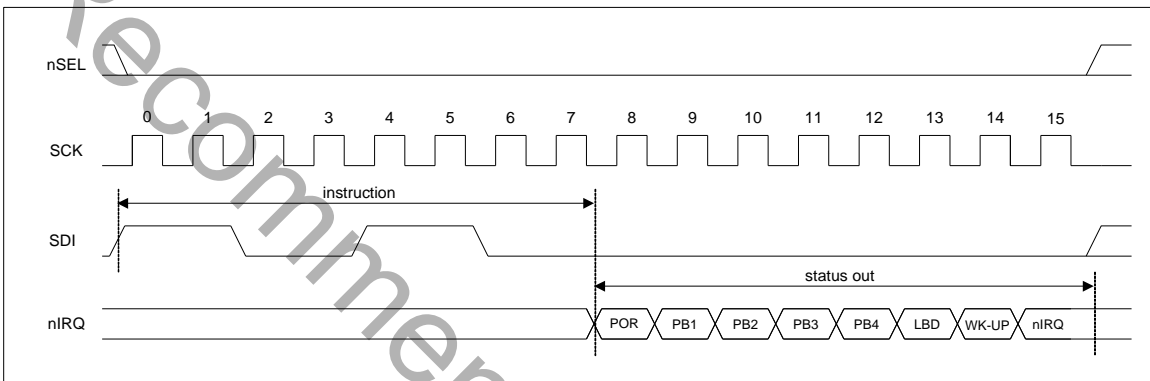 nSEL
0 1 2 3 4 5 6 7 8 9 10 11 12 13 14 15
SCK
instruction
SDI
status out
nIRQ POR PB1 PB2 PB3 PB4 LBD WK-UP nIRQ